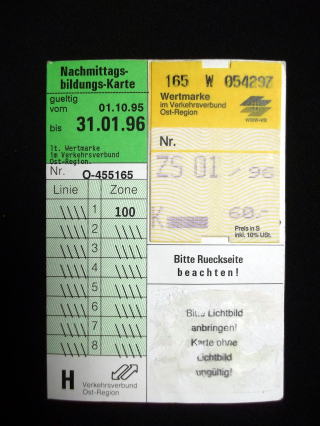 Nachmittags-
bildungs-Karte
gueltig
vom 01.10.95
bis 31.01.96
lt. Wertmarke
im Verkehrsverbund
Ost-Region.
Nr. O-455165
Linie Zone
1 100
2
3
4
5
6
7
8
H Verkehrsverbund
Ost-Region
165 W 054297
Wertmarke
im Verkehrsverbund
Ost-Region
Nr.
ZS 01 / 96
K 60.-
Preis in S
inkl. 10% USt.
Bitte Rueckseite
beachten!
Bitte Lichtbild
anbringen!
Karte ohne
Lichtbild
ungültig!